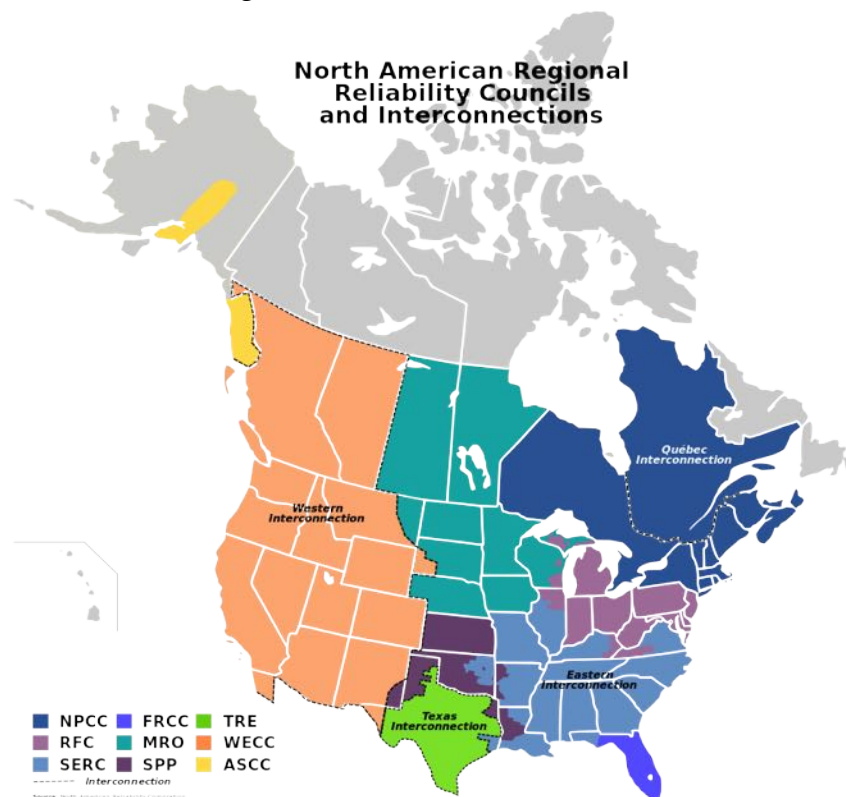 North American Regional
Reliability Councils
and Interconnections
Québec
Interconnection
Western
Interconnection
Eastern
Interconnection
Texas
Interconnection
NPCC FRCC TRE
RFC MRO WECC
SERC SPP ASCC
Interconnection